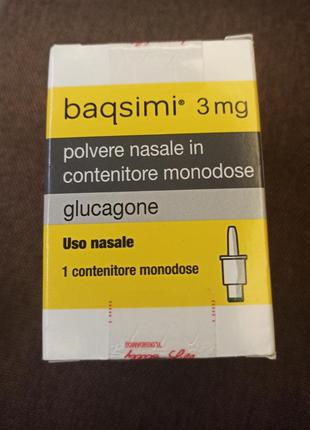 baqsimi® 3 mg
polvere nasale in
contenitore monodose
glucagone
Uso nasale
1 contenitore monodose